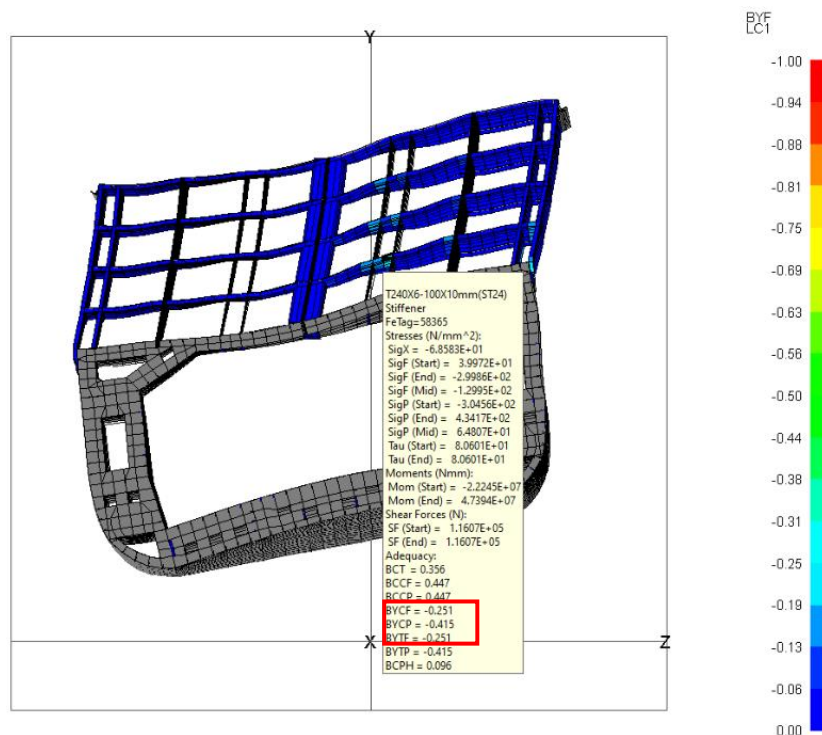 BYF
LC1
Y
-1.00
-0.94
-0.88
-0.81
-0.75
-0.69
-0.63
-0.56
-0.50
-0.44
-0.38
-0.31
-0.25
-0.19
-0.13
-0.06
0.00
T240X6-100X10mm(ST24)
Stiffener
FeTag=58365
Stresses (N/mm^2):
SigX = -6.8583E+01
SigF (Start) = 3.9972E+01
SigF (End) = -2.9986E+02
SigF (Mid) = -1.2995E+02
SigP (Start) = -3.0456E+02
SigP (End) = 4.3417E+02
SigP (Mid) = 6.4807E+01
Tau (Start) = 8.0601E+01
Tau (End) = 8.0601E+01
Moments (Nmm):
Mom (Start) = -2.2245E+07
Mom (End) = 4.7394E+07
Shear Forces (N):
SF (Start) = 1.1607E+05
SF (End) = 1.1607E+05
Adequacy:
BCT = 0.356
BCCF = 0.447
BCCP = 0.447
BYCF = -0.251
BYCP = -0.415
BYTF = -0.251
BYTP = -0.415
BCPH = 0.096
X
Z